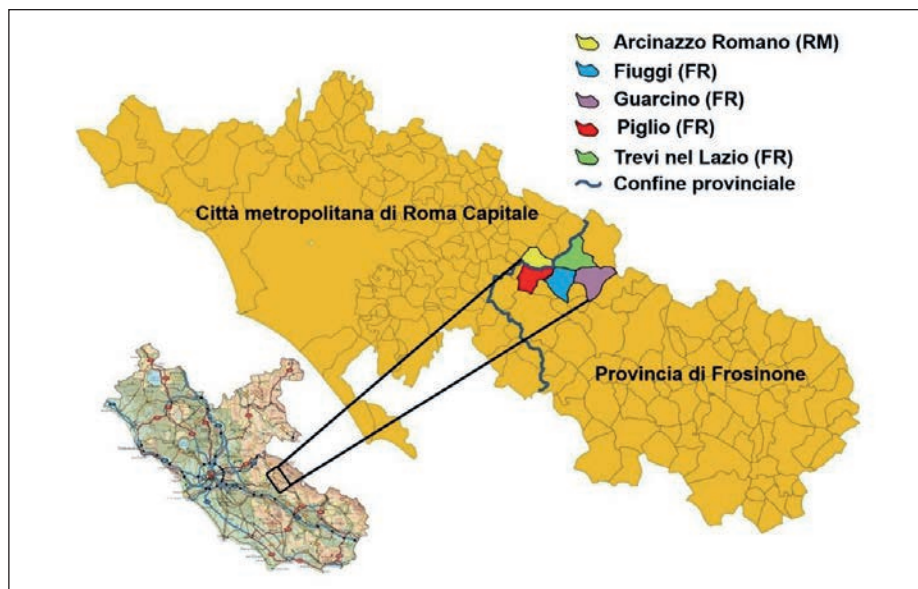 Arcinazzo Romano (RM)
Fiuggi (FR)
Guarcino (FR)
Piglio (FR)
Trevi nel Lazio (FR)
Confine provinciale
Città metropolitana di Roma Capitale
Provincia di Frosinone